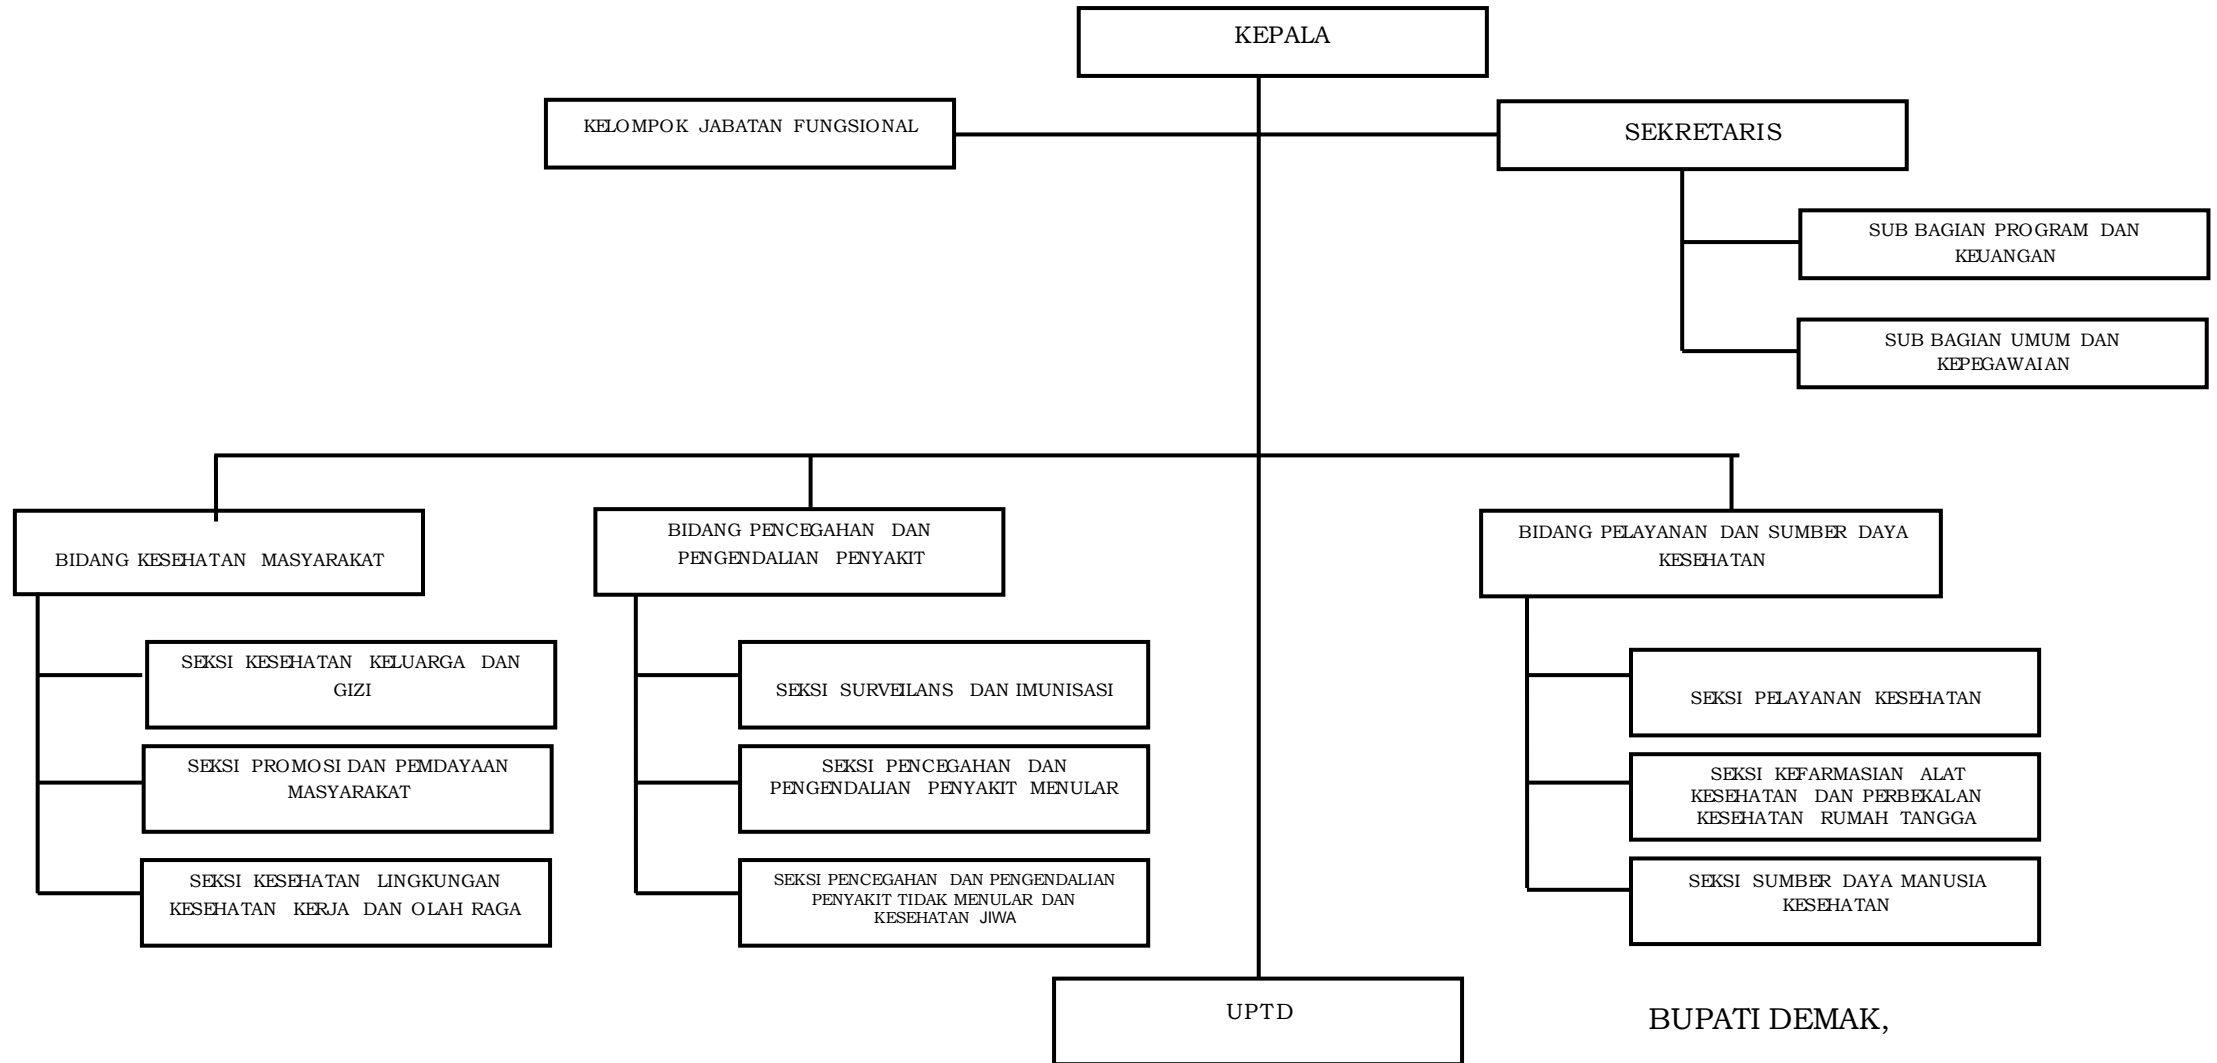 KEPALA
KELOMPOK JABATAN FUNGSIONAL
SEKRETARIS
SUB BAGIAN PROGRAM DAN
KEUANGAN
SUB BAGIAN UMUM DAN
KEPEGAWAIAN
BIDANG KESEHATAN MASYARAKAT
BIDANG PENCEGAHAN DAN
PENGENDALIAN PENYAKIT
BIDANG PELAYANAN DAN SUMBER DAYA
KESEHATAN
SEKSI KESEHATAN KELUARGA DAN
GIZI
SEKSI PROMOSI DAN PEMDAYAAN
MASYARAKAT
SEKSI KESEHATAN LINGKUNGAN
KESEHATAN KERJA DAN OLAH RAGA
SEKSI SURVEILANS DAN IMUNISASI
SEKSI PENCEGAHAN DAN
PENGENDALIAN PENYAKIT MENULAR
SEKSI PENCEGAHAN DAN PENGENDALIAN
PENYAKIT TIDAK MENULAR DAN
KESEHATAN JIWA
SEKSI PELAYANAN KESEHATAN
SEKSI KEFARMASIAN ALAT
KESEHATAN DAN PERBEKALAN
KESEHATAN RUMAH TANGGA
SEKSI SUMBER DAYA MANUSIA
KESEHATAN
UPTD
BUPATI DEMAK,